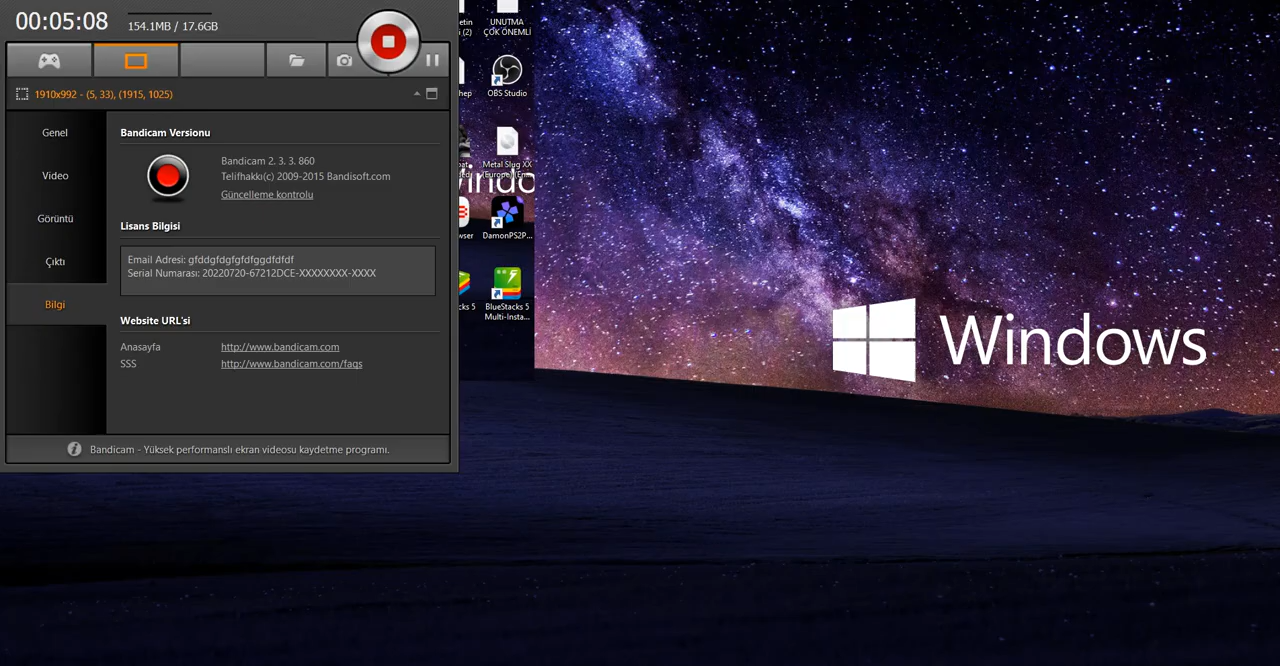 00:05:08
154.1MB / 17.6GB
1910x992 - (5, 33), (1915, 1025)
Genel
Video
Görüntü
Çıktı
Bilgi
Bandicam Versionu
Bandicam 2. 3. 3. 860
Telifhakkı(c) 2009-2015 Bandisoft.com
Güncelleme kontrolu
Lisans Bilgisi
Email Adresi: gfddgfdgfgfdfggdfdfdf
Serial Numarası: 20220720-67212DCE-XXXXXXXX-XXXX
Website URL'si
Anasayfa
http://www.bandicam.com
SSS
http://www.bandicam.com/faqs
Bandicam - Yüksek performanslı ekran videosu kaydetme programı.
UNUTMA
ÇOK ÖNEMLİ
OBS Studio
Metal Slug XX
DamonPS2P...
BlueStacks 5
Multi-Insta...
Windows